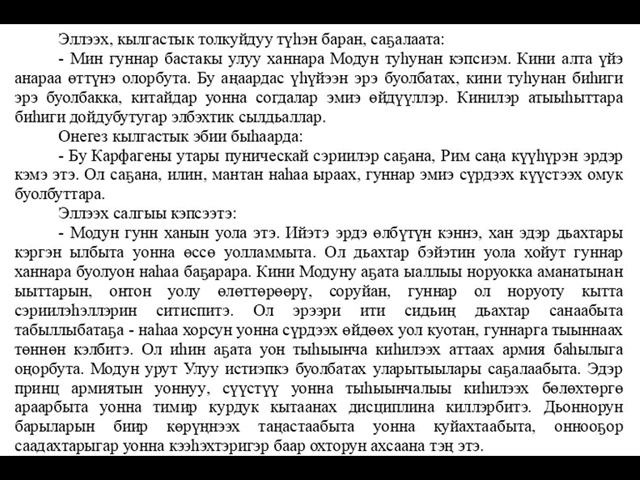 Эллээх, кылгастык толкуйдуу түһэн баран, саҕалаата:
- Мин гуннар бастакы улуу ханнара Модун туһунан кэпсиэм. Кини алта үйэ
анараа өттүнэ олорбута. Бу аҥаардас үһүйээн эрэ буолбатах, кини туһунан биһиги
эрэ буолбакка, китайдар уонна согдалар эмиэ өйдүүллэр. Кинилэр атыыһыттара
биһиги дойдубутугар элбэхтик сылдьаллар.
Онегез кылгастык эбии быһаарда:
- Бу Карфагены утары пуническай сэриилэр саҕана, Рим саҥа күүһүрэн эрдэр
кэмэ этэ. Ол саҕана, илин, мантан наһаа ыраах, гуннар эмиэ сүрдээх күүстээх омук
буолбуттара.
Эллээх салгыы кэпсээтэ:
- Модун гунн ханын уола этэ. Ийэтэ эрдэ өлбүтүн кэннэ, хан эдэр дьахтары
кэргэн ылбыта уонна өссө уолламмыта. Ол дьахтар бэйэтин уола хойут гуннар
ханнара буолуон наһаа баҕарара. Кини Модуну аҕата ыаллыы норуокка аманатынан
ыыттарын, онтон уолу өлөттөрөөрү, соруйан, гуннар ол норуоту кытта
сэриилэһэллэрин ситиспитэ. Ол эрээри ити сидьиҥ дьахтар санаабыта
табыллыбатаҕа - наһаа хорсун уонна сүрдээх өйдөөх уол куотан, гуннарга тыыннаах
төннөн кэлбитэ. Ол иһин аҕата уон тыһыынча киһилээх аттаах армия баһылыга
оҥорбута. Модун урут Улуу истиэпкэ буолбатах уларытыылары саҕалаабыта. Эдэр
принц армиятын уоннуу, сүүстүү уонна тыһыынчалыы киһилээх бөлөхтөргө
араарбыта уонна тимир курдук кытаанах дисциплина киллэрбитэ. Дьоннорун
барыларын биир көрүҥнээх таҥастаабыта уонна куйахтаабыта, оннооҕор
саадахтарыгар уонна кээһэхтэригэр баар охторун ахсаана тэҥ этэ.